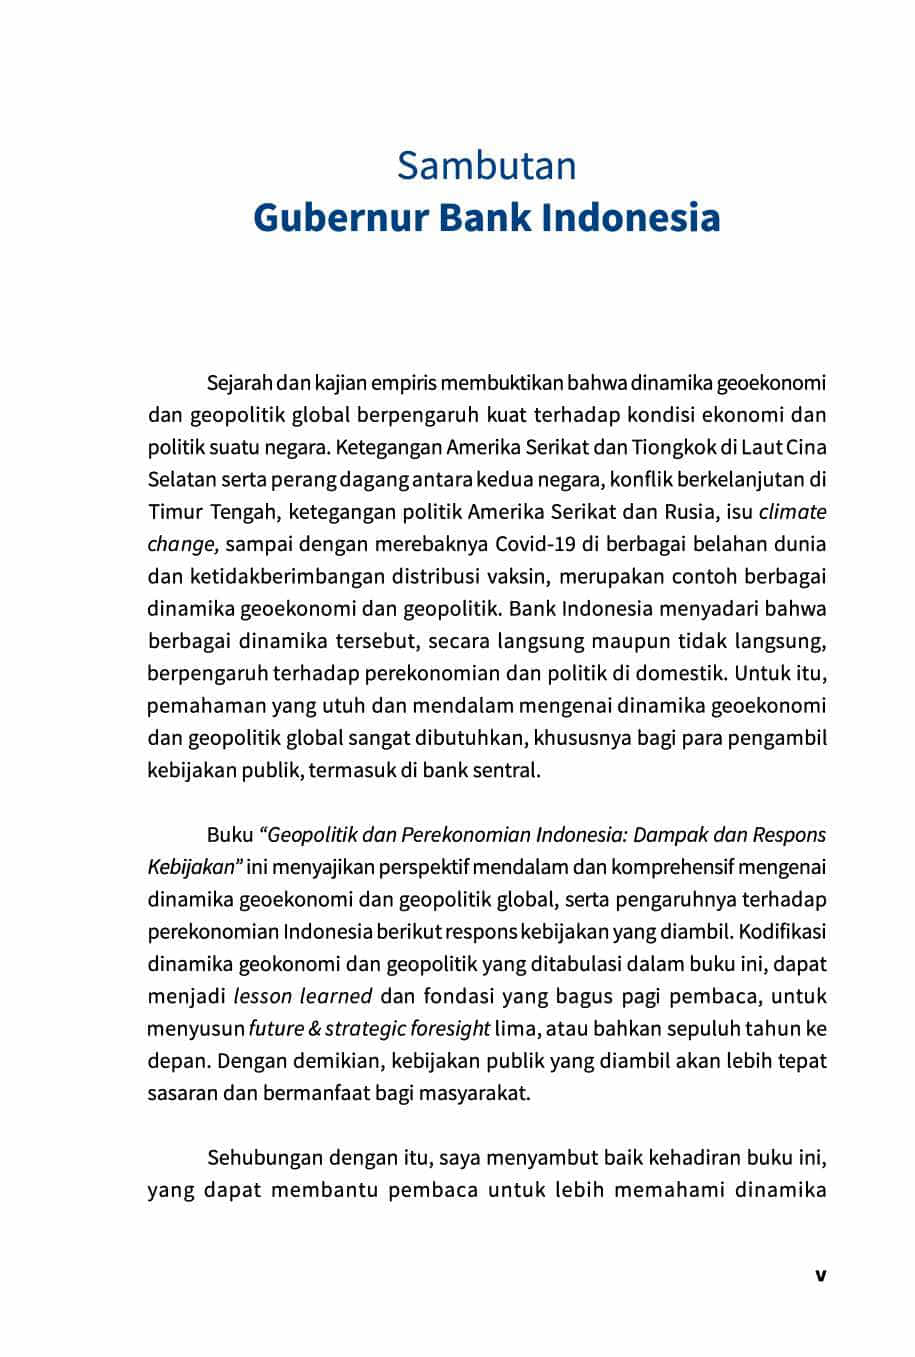 Sambutan
Gubernur Bank Indonesia
Sejarah dan kajian empiris membuktikan bahwa dinamika geoekonomi
dan geopolitik global berpengaruh kuat terhadap kondisi ekonomi dan
politik suatu negara. Ketegangan Amerika Serikat dan Tiongkok di Laut Cina
Selatan serta perang dagang antara kedua negara, konflik berkelanjutan di
Timur Tengah, ketegangan politik Amerika Serikat dan Rusia, isu climate
change, sampai dengan merebaknya Covid-19 di berbagai belahan dunia
dan ketidakberimbangan distribusi vaksin, merupakan contoh berbagai
dinamika geoekonomi dan geopolitik. Bank Indonesia menyadari bahwa
berbagai dinamika tersebut, secara langsung maupun tidak langsung,
berpengaruh terhadap perekonomian dan politik di domestik. Untuk itu,
pemahaman yang utuh dan mendalam mengenai dinamika geoekonomi
dan geopolitik global sangat dibutuhkan, khususnya bagi para pengambil
kebijakan publik, termasuk di bank sentral.
Buku “Geopolitik dan Perekonomian Indonesia: Dampak dan Respons
Kebijakan” ini menyajikan perspektif mendalam dan komprehensif mengenai
dinamika geoekonomi dan geopolitik global, serta pengaruhnya terhadap
perekonomian Indonesia berikut respons kebijakan yang diambil. Kodifikasi
dinamika geokonomi dan geopolitik yang ditabulasi dalam buku ini, dapat
menjadi lesson learned dan fondasi yang bagus pagi pembaca, untuk
menyusun future & strategic foresight lima, atau bahkan sepuluh tahun ke
depan. Dengan demikian, kebijakan publik yang diambil akan lebih tepat
sasaran dan bermanfaat bagi masyarakat.
Sehubungan dengan itu, saya menyambut baik kehadiran buku ini,
yang dapat membantu pembaca untuk lebih memahami dinamika
v